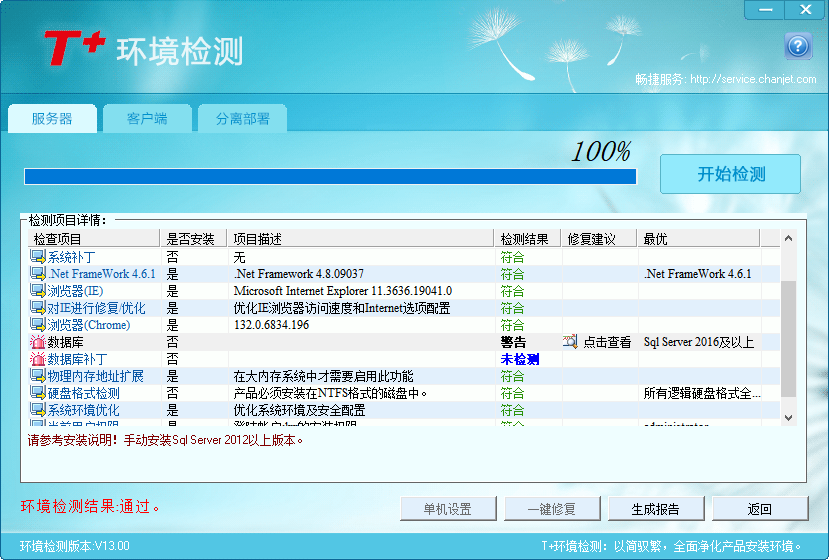 T+ 环境检测
畅捷服务: http://service.chanjet.com
服务器 客户端 分离部署
100%
开始检测
检测项目详情:
检查项目 是否安装 项目描述 检测结果 修复建议 最优
系统补丁 否 无 符合
.Net FrameWork 4.6.1 是 .Net Framework 4.8.09037 符合 .Net FrameWork 4.6.1
浏览器(IE) 是 Microsoft Internet Explorer 11.3636.19041.0 符合
对IE进行修复/优化 是 优化IE浏览器访问速度和Internet选项配置 符合
浏览器(Chrome) 是 132.0.6834.196 符合
数据库 否 警告 点击查看 Sql Server 2016及以上
数据库补丁 否 未检测
物理内存地址扩展 是 在大内存系统中才需要启用此功能 符合
硬盘格式检测 否 产品必须安装在NTFS格式的磁盘中。 符合 所有逻辑硬盘格式全...
系统环境优化 是 优化系统环境及安全配置 符合
请参考安装说明！手动安装Sql Server 2012以上版本。
环境检测结果:通过。
单机设置 一键修复 生成报告 返回
环境检测版本:V13.00
T+环境检测：以简驭繁，全面净化产品安装环境。